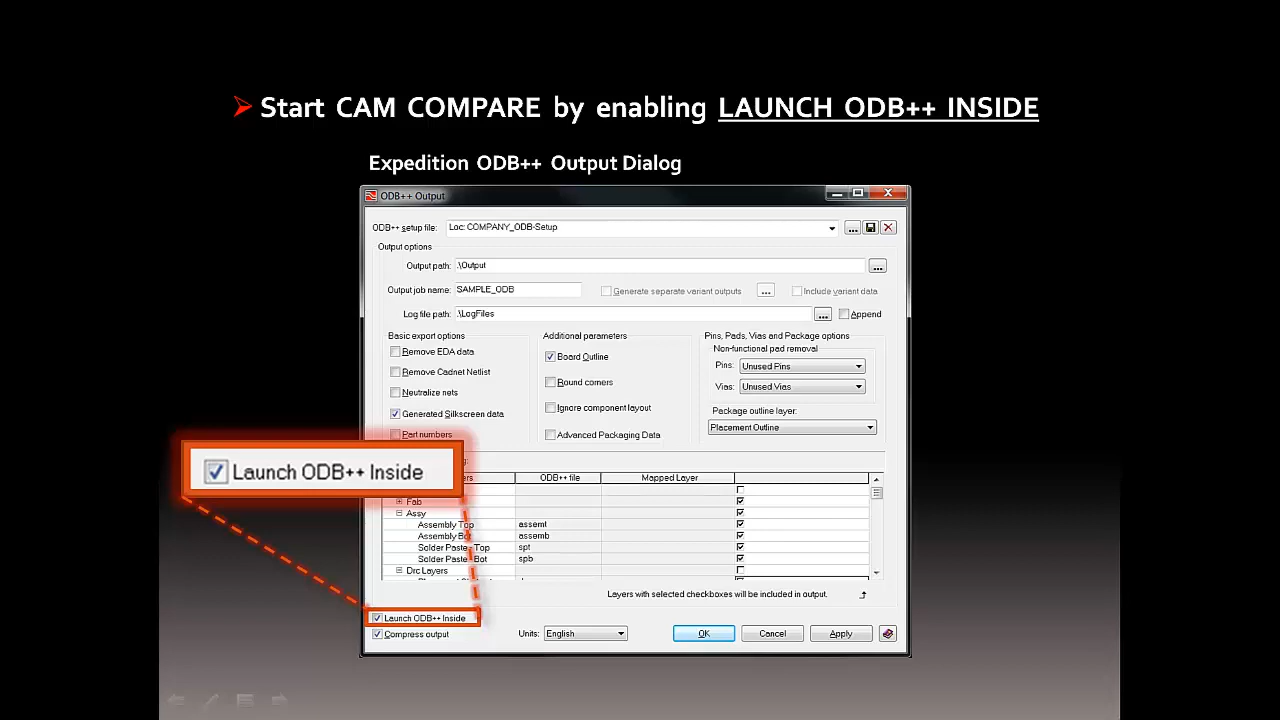 Start CAM COMPARE by enabling LAUNCH ODB++ INSIDE
Expedition ODB++ Output Dialog
ODB++ Output
ODB++ setup file: Loc: COMPANY_ODB-Setup
Output options
Output path: .\Output
Output job name: SAMPLE_ODB Generate separate variant outputs ... Include variant data
Log file path: .\LogFiles ... Append
Basic export options Additional parameters Pins, Pads, Vias and Package options
Remove EDA data Board Outline Non-functional pad removal
Remove Cadnet Netlist Round corners Pins: Unused Pins
Neutralize nets Ignore component layout Vias: Unused Vias
Generated Silkscreen data Advanced Packaging Data Package outline layer:
Part numbers Placement Outline
Launch ODB++ Inside
ODB++ file Mapped Layer
Fab
Assy
Assembly Top assemt
Assembly Bot assemb
Solder Paste-Top spt
Solder Paste-Bot spb
Drc Layers
Layers with selected checkboxes will be included in output.
Launch ODB++ Inside
Compress output Units: English OK Cancel Apply